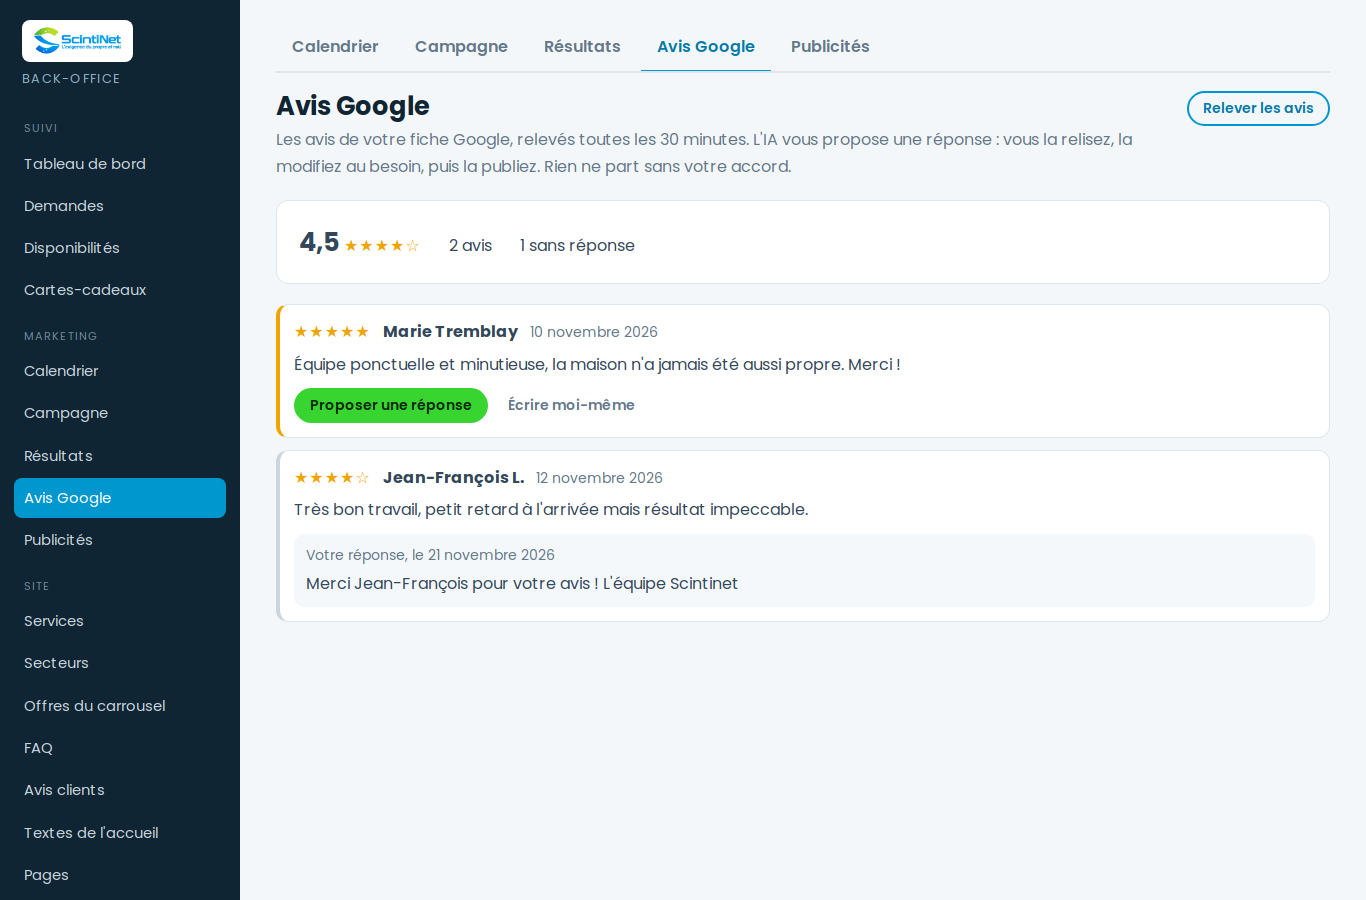 ScintiNet
L'exigence du propre et net
BACK-OFFICE
SUIVI
Tableau de bord
Demandes
Disponibilités
Cartes-cadeaux
MARKETING
Calendrier
Campagne
Résultats
Avis Google
Publicités
SITE
Services
Secteurs
Offres du carrousel
FAQ
Avis clients
Textes de l'accueil
Pages
Calendrier Campagne Résultats Avis Google Publicités
Avis Google
Relever les avis
Les avis de votre fiche Google, relevés toutes les 30 minutes. L'IA vous propose une réponse : vous la relisez, la
modifiez au besoin, puis la publiez. Rien ne part sans votre accord.
4,5 ★★★★☆ 2 avis 1 sans réponse
★★★★★ Marie Tremblay 10 novembre 2026
Équipe ponctuelle et minutieuse, la maison n'a jamais été aussi propre. Merci !
Proposer une réponse Écrire moi-même
★★★★☆ Jean-François L. 12 novembre 2026
Très bon travail, petit retard à l'arrivée mais résultat impeccable.
Votre réponse, le 21 novembre 2026
Merci Jean-François pour votre avis ! L'équipe Scintinet